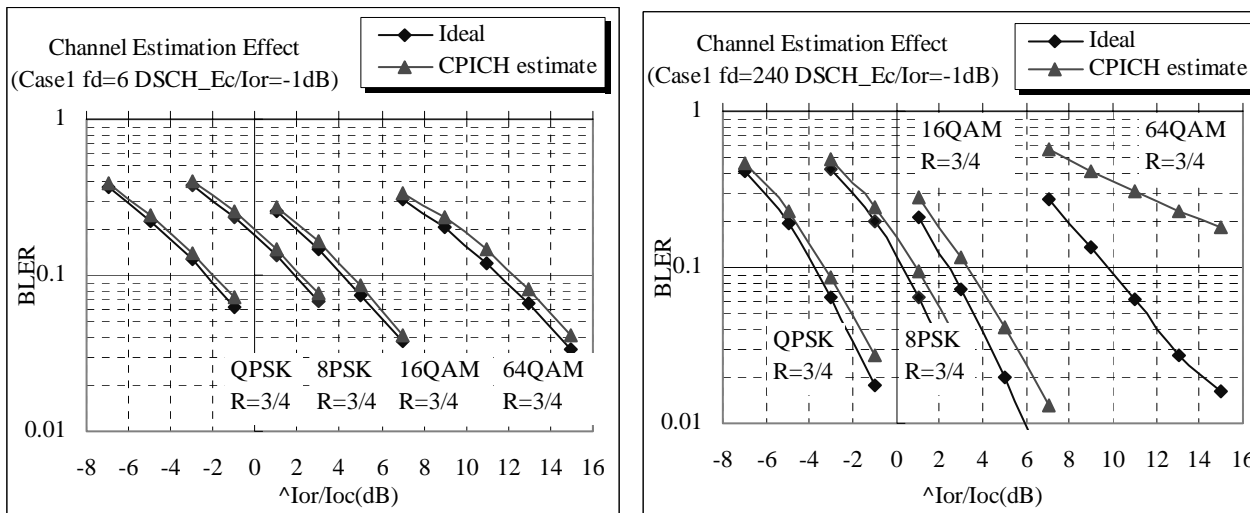 Channel Estimation Effect
(Case1 fd=6 DSCH_Ec/Ior=-1dB)
Ideal
CPICH estimate
1
0.1
0.01
BLER
QPSK 8PSK 16QAM 64QAM
R=3/4 R=3/4 R=3/4 R=3/4
-8 -6 -4 -2 0 2 4 6 8 10 12 14 16
^Ior/Ioc(dB)
Channel Estimation Effect
(Case1 fd=240 DSCH_Ec/Ior=-1dB)
Ideal
CPICH estimate
1
0.1
0.01
BLER
16QAM 64QAM
R=3/4 R=3/4
QPSK 8PSK
R=3/4 R=3/4
-8 -6 -4 -2 0 2 4 6 8 10 12 14 16
^Ior/Ioc(dB)